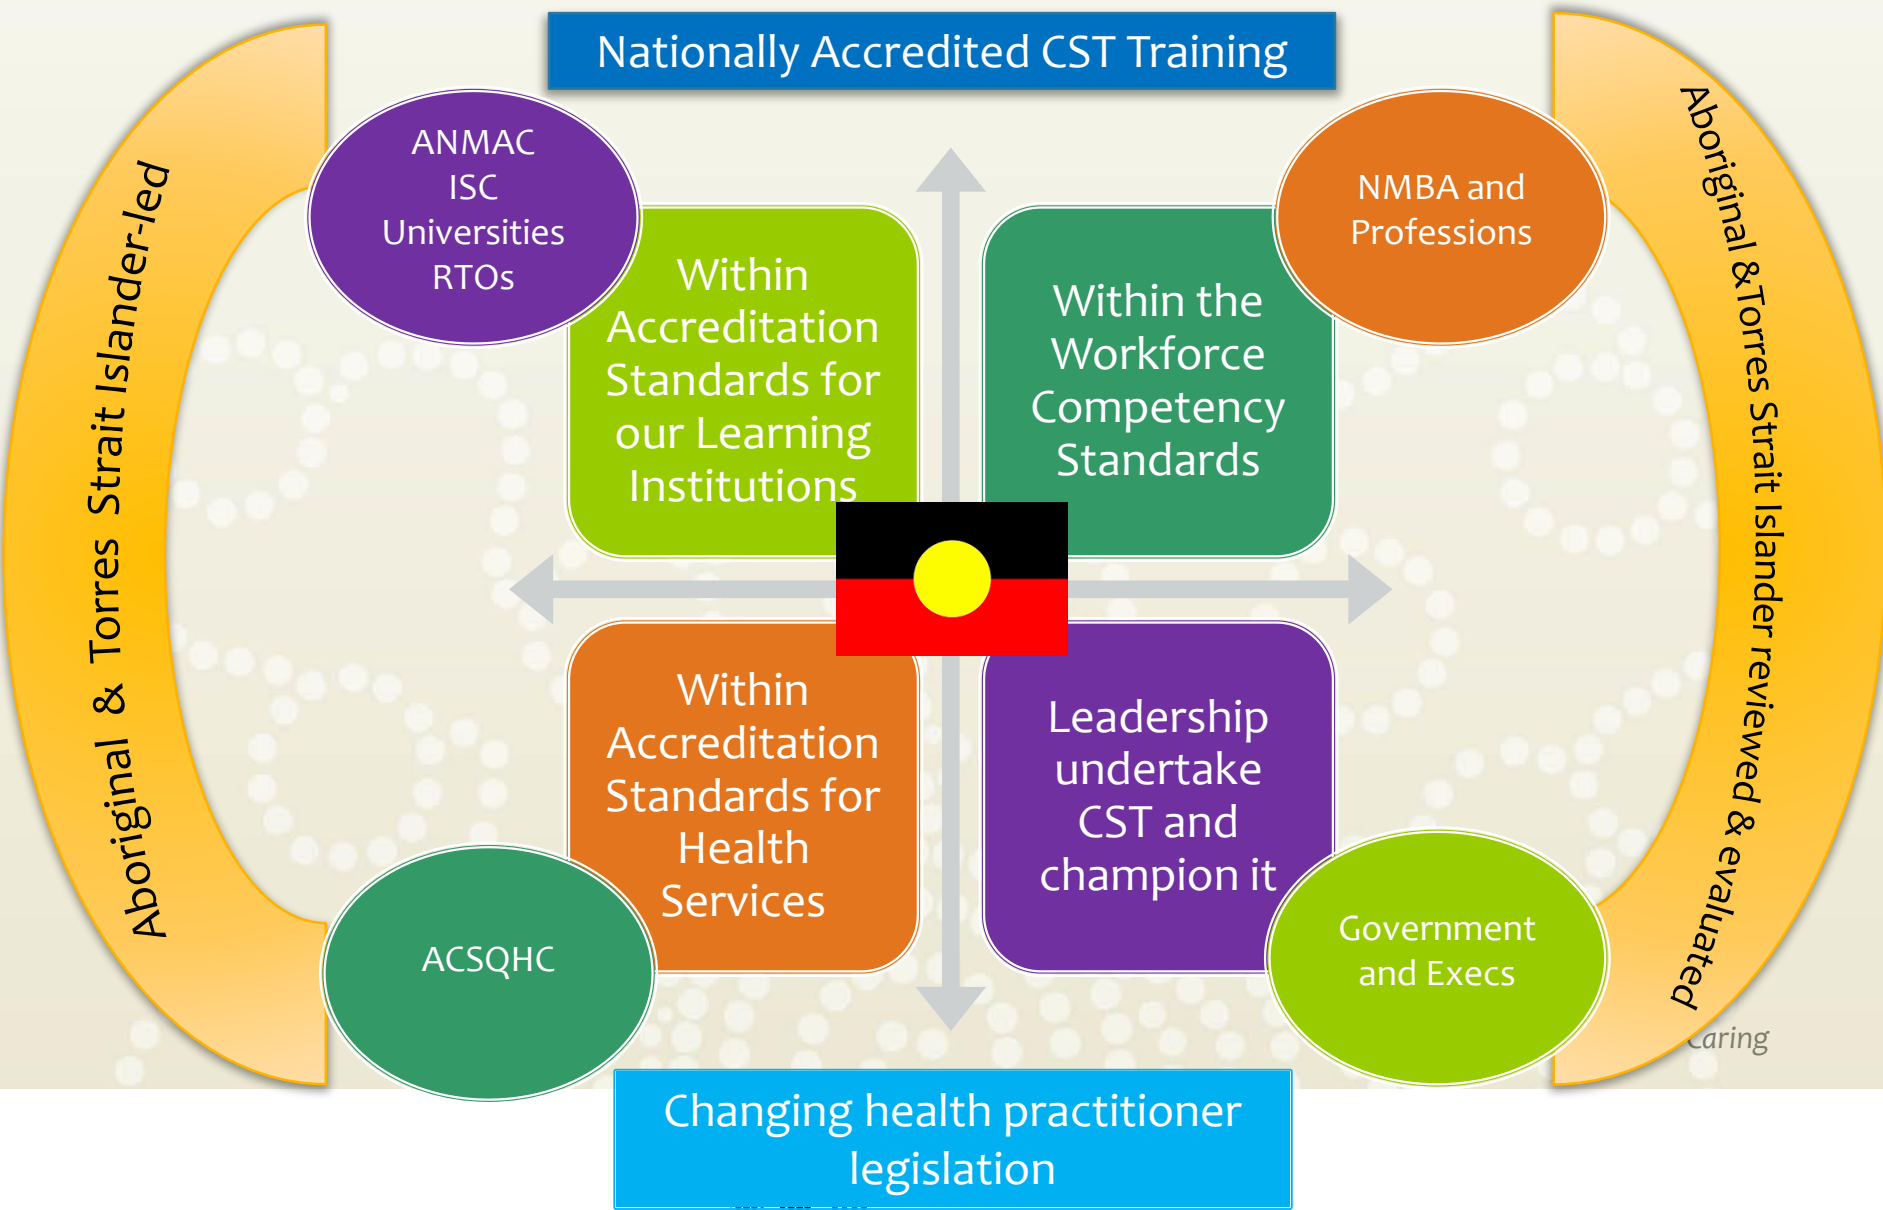 Nationally Accredited CST Training
Aboriginal & Torres Strait Islander-led
ANMAC
ISC
Universities
RTOs
Within
Accreditation
Standards for
our Learning
Institutions
Within the
Workforce
Competency
Standards
NMBA and
Professions
Aboriginal &Torres Strait Islander reviewed & evaluated
Within
Accreditation
Standards for
Health
Services
Leadership
undertake
CST and
champion it
ACSQHC
Government
and Execs
Caring
Changing health practitioner
legislation